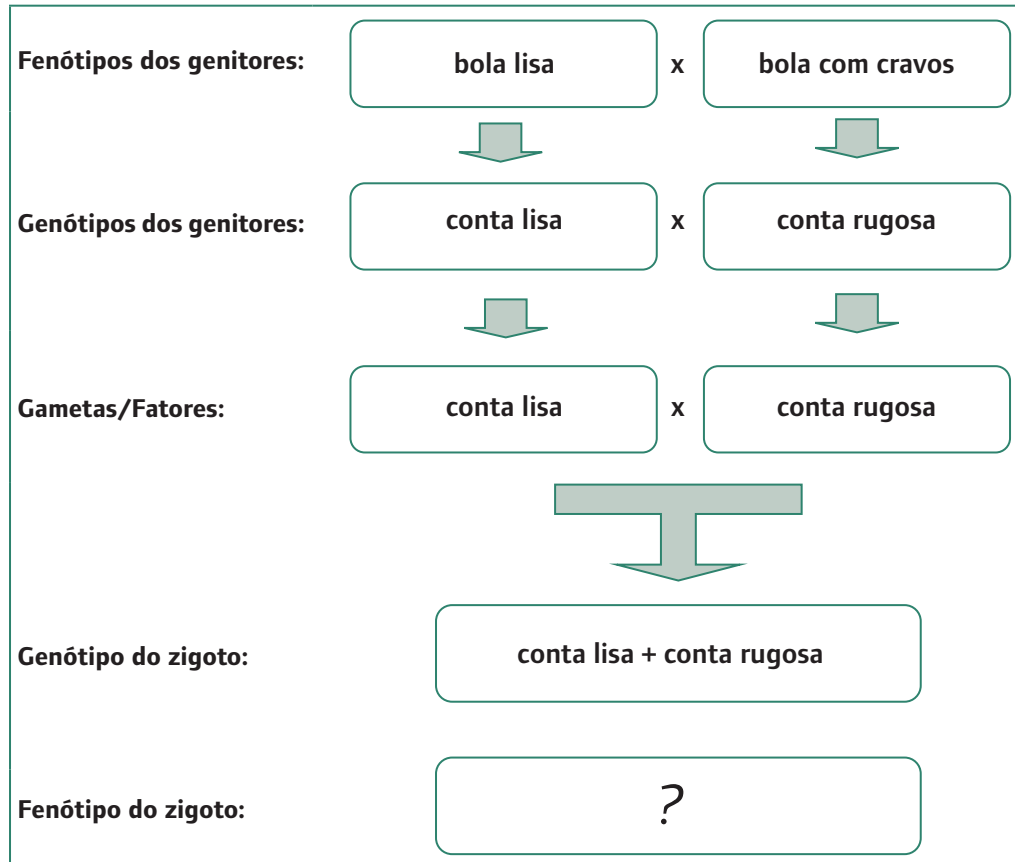 Fenótipos dos genitores: bola lisa x bola com cravos
Genótipos dos genitores: conta lisa x conta rugosa
Gametas/Fatores: conta lisa x conta rugosa
Genótipo do zigoto: conta lisa + conta rugosa
Fenótipo do zigoto: ?